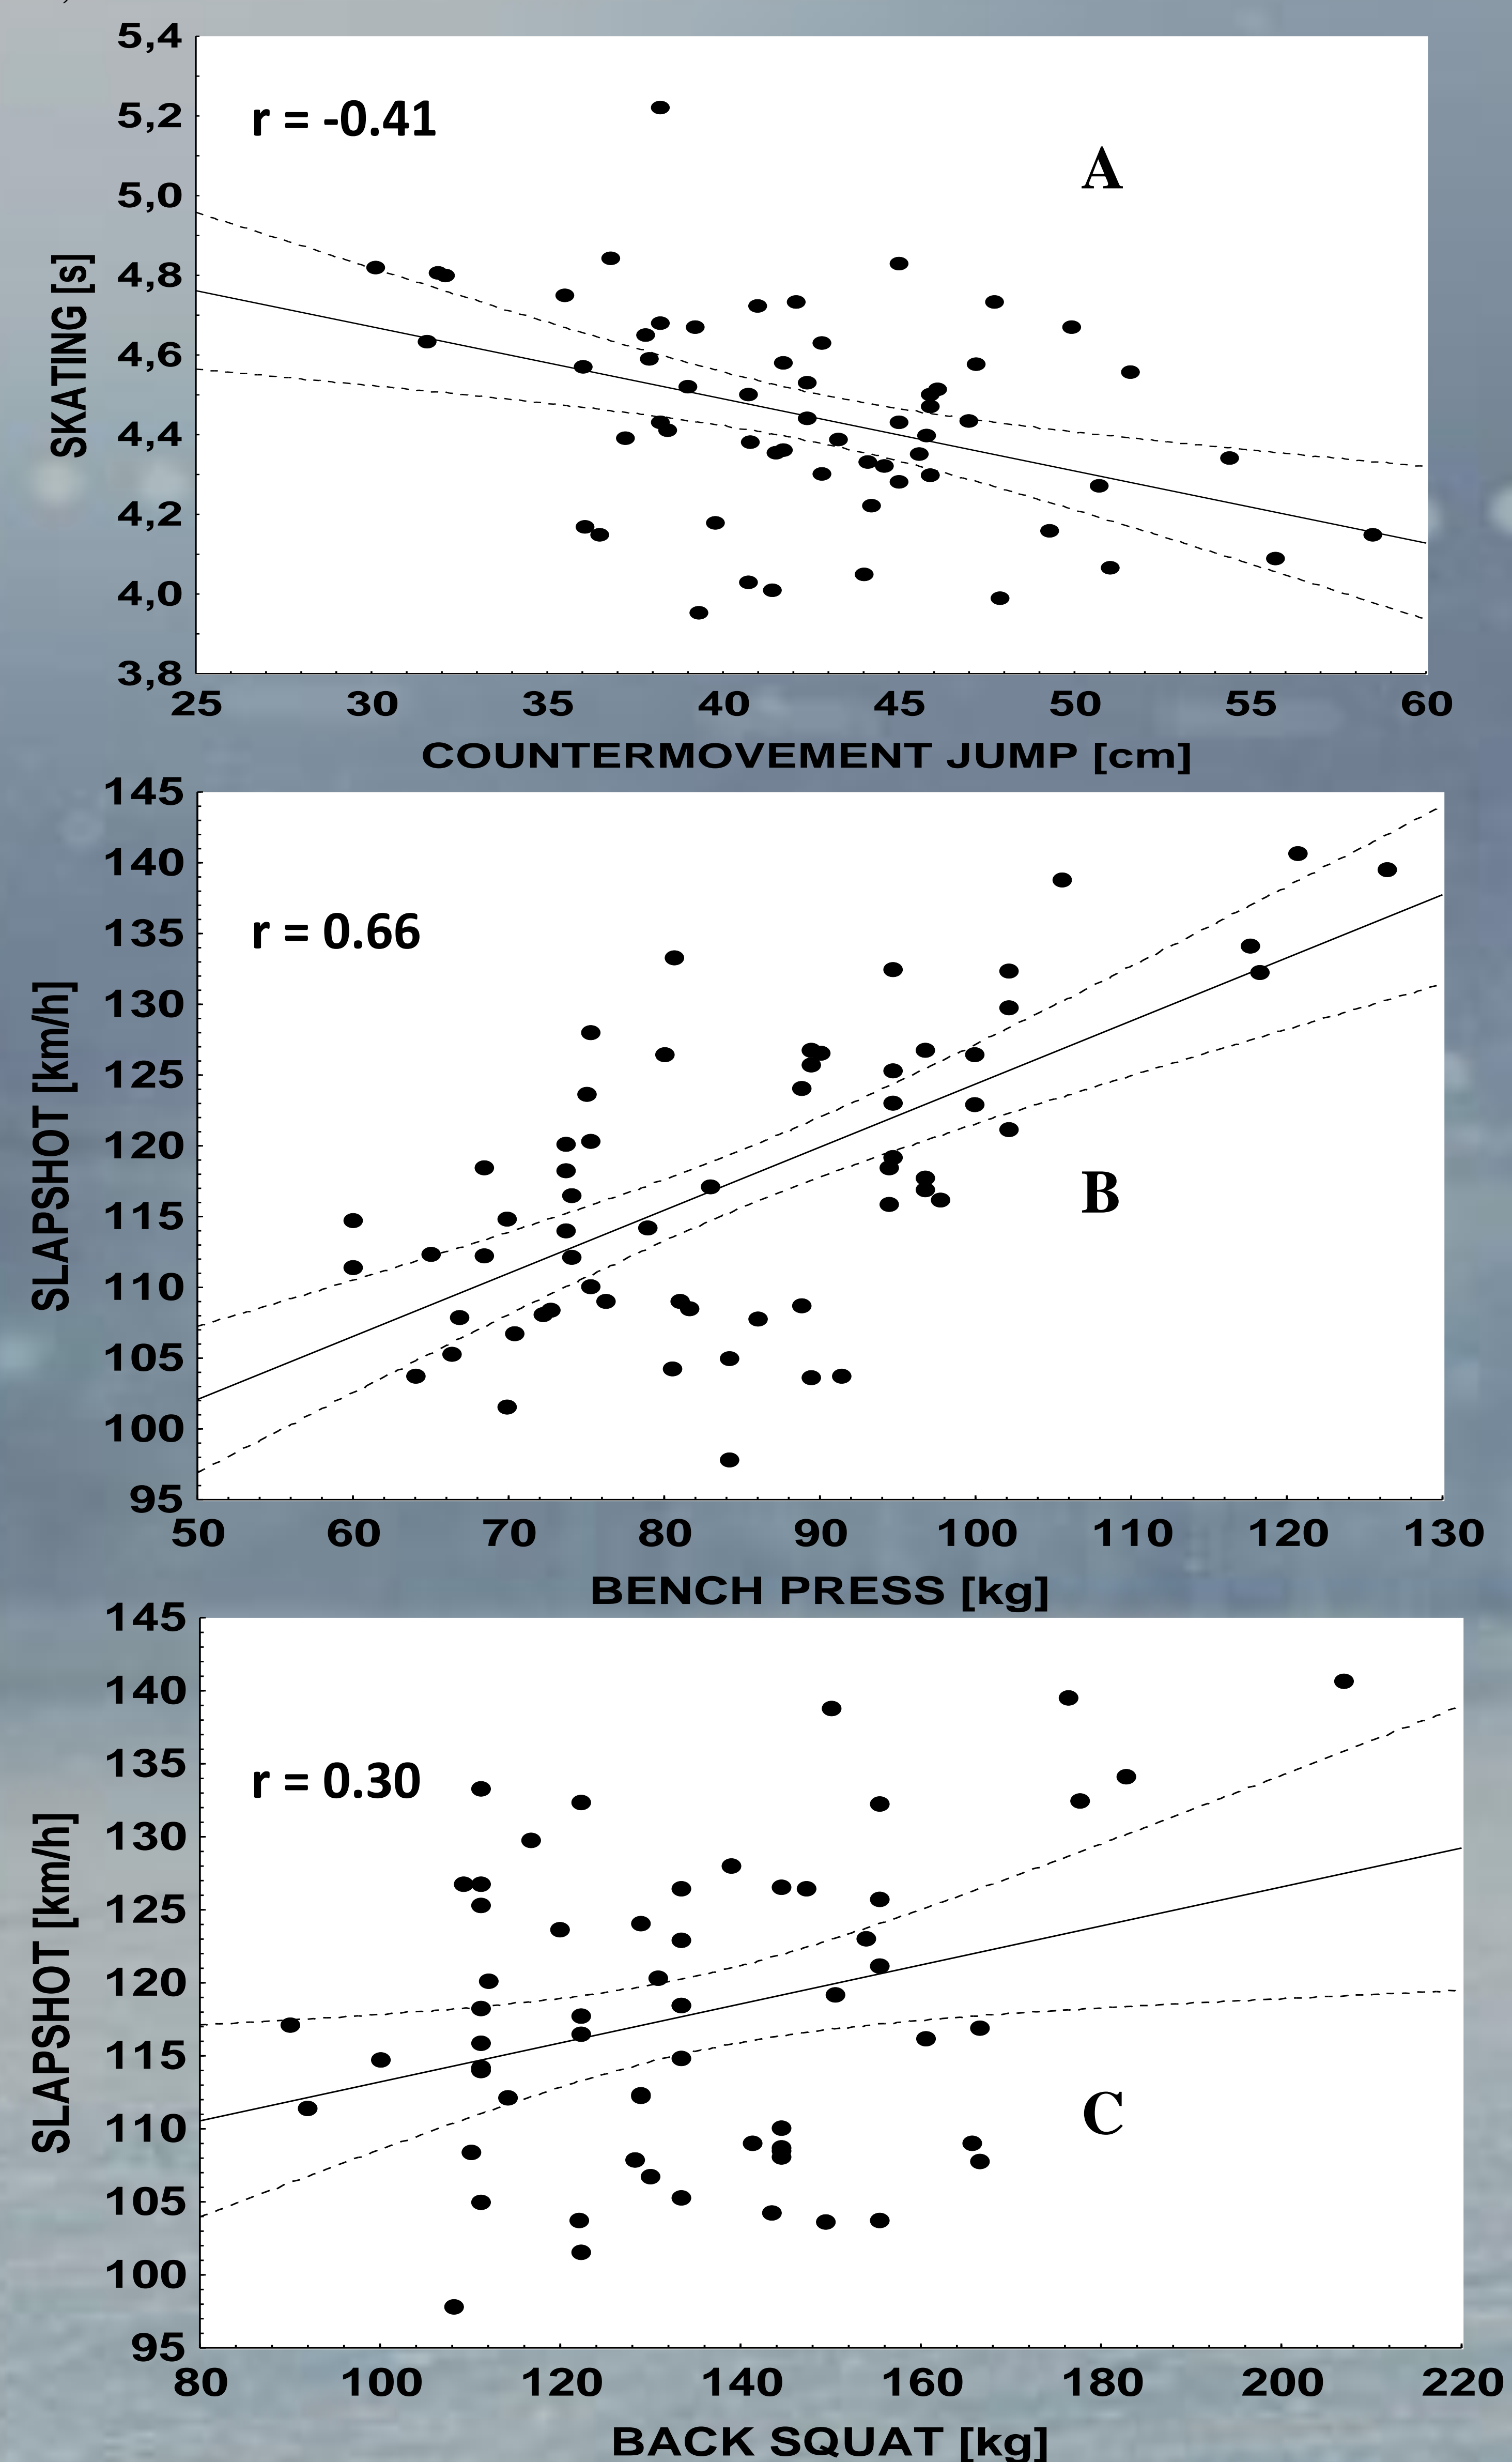 5,4
5,2
5,0
4,8
4,6
4,4
4,2
4,0
3,8
SKATING [s]
r = -0.41
A
25 30 35 40 45 50 55 60
COUNTERMOVEMENT JUMP [cm]
145
140
135
130
125
120
115
110
105
100
95
SLAPSHOT [km/h]
r = 0.66
B
50 60 70 80 90 100 110 120 130
BENCH PRESS [kg]
145
140
135
130
125
120
115
110
105
100
95
SLAPSHOT [km/h]
r = 0.30
C
80 100 120 140 160 180 200 220
BACK SQUAT [kg]